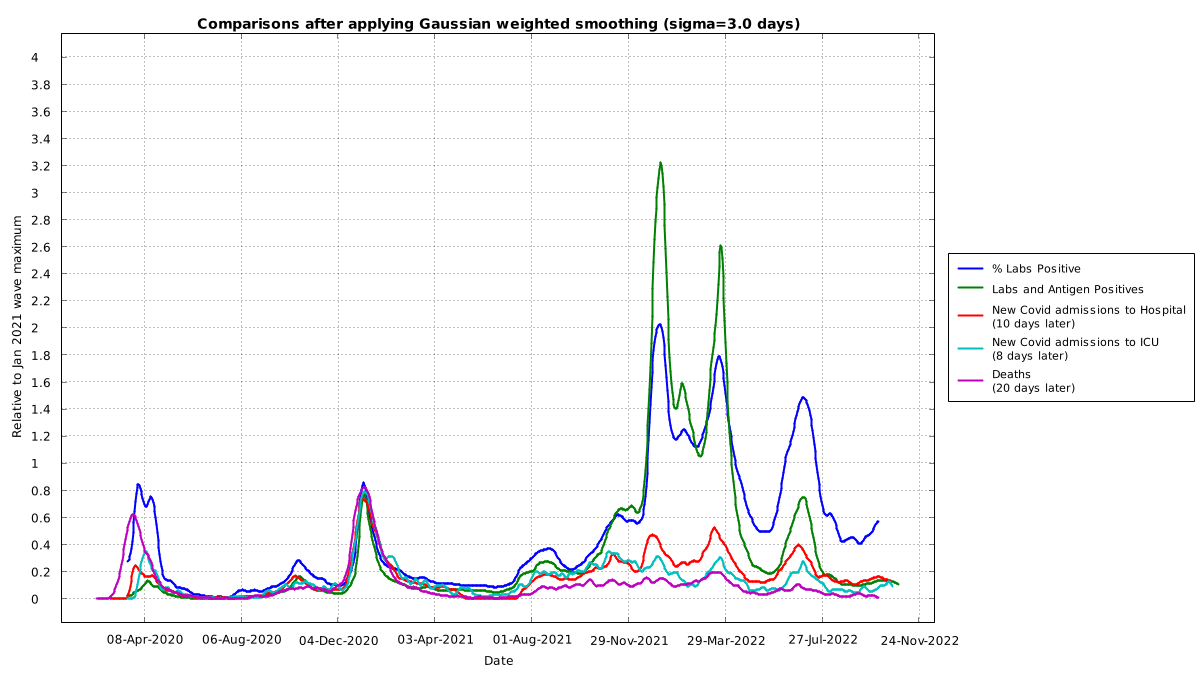 Comparisons after applying Gaussian weighted smoothing (sigma=3.0 days)
Relative to Jan 2021 wave maximum
4
3.8
3.6
3.4
3.2
3
2.8
2.6
2.4
2.2
2
1.8
1.6
1.4
1.2
1
0.8
0.6
0.4
0.2
0
08-Apr-2020
06-Aug-2020
04-Dec-2020
03-Apr-2021
01-Aug-2021
29-Nov-2021
29-Mar-2022
27-Jul-2022
24-Nov-2022
Date
% Labs Positive
Labs and Antigen Positives
New Covid admissions to Hospital
(10 days later)
New Covid admissions to ICU
(8 days later)
Deaths
(20 days later)